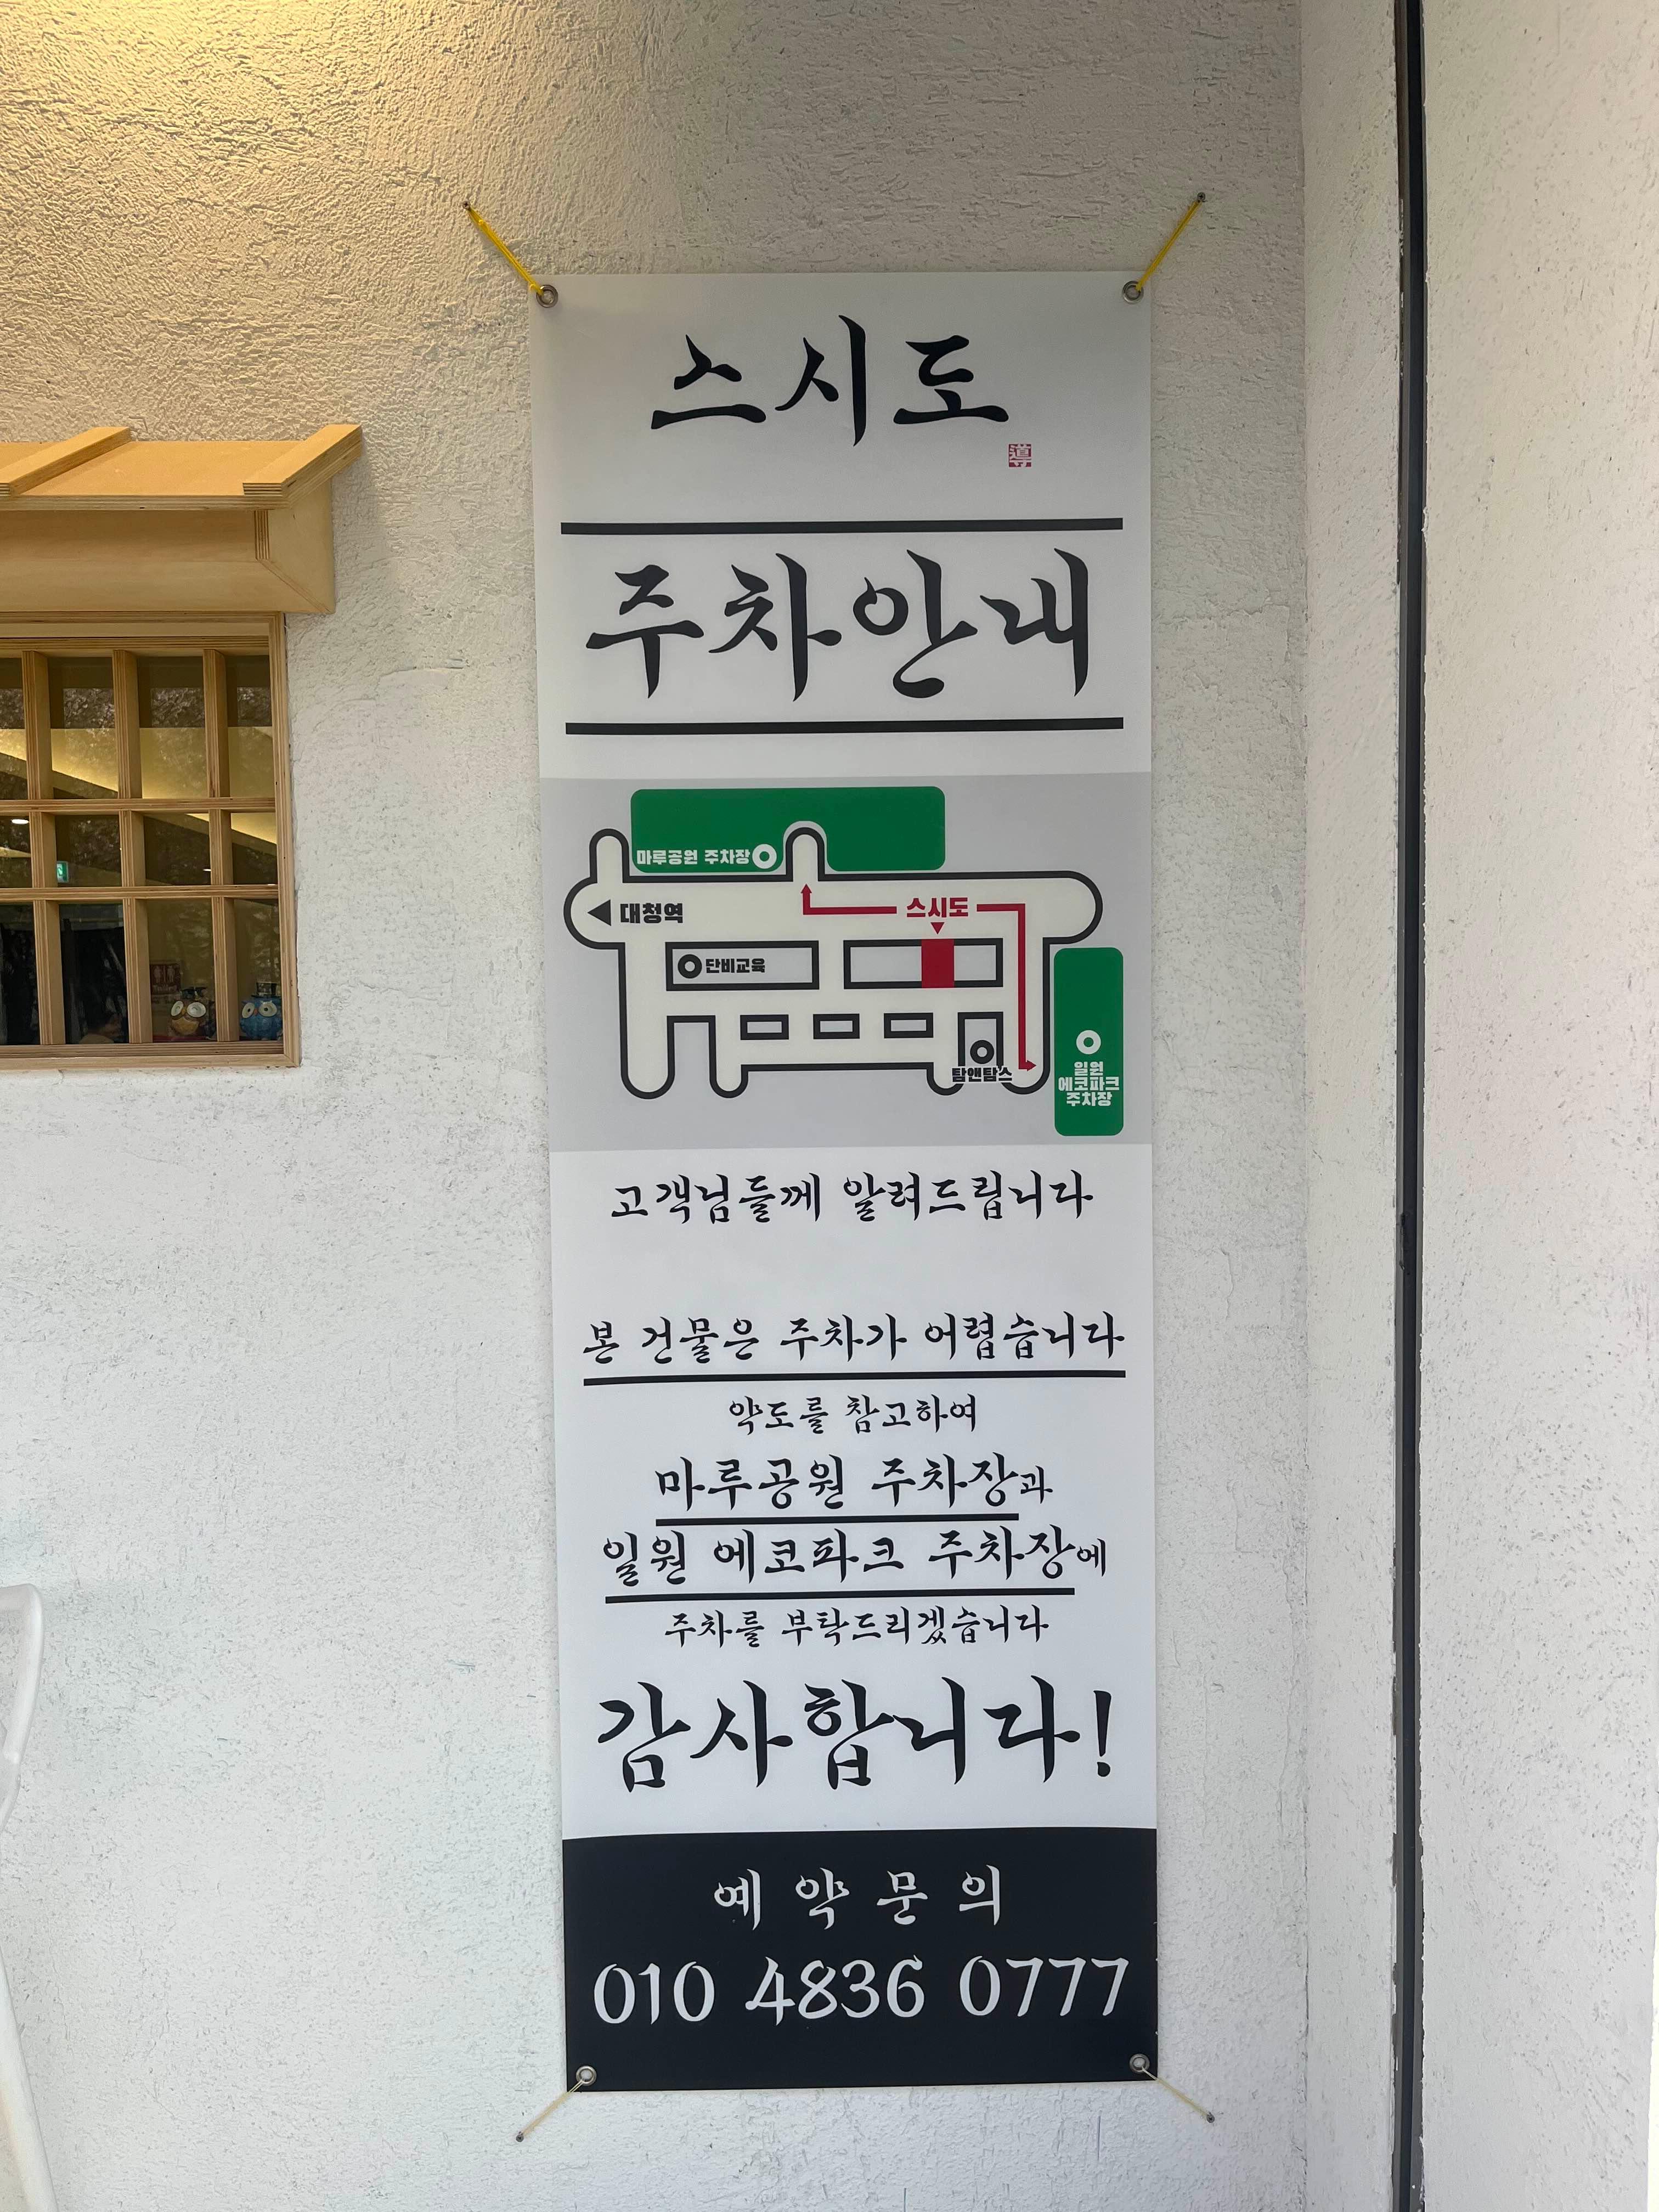 스시도
導
주차안내
마루공원 주차장
대청역
스시도
단비교육
탐앤탐스
일원
에코파크
주차장
고객님들께 알려드립니다
본 건물은 주차가 어렵습니다
약도를 참고하여
마루공원 주차장과
일원 에코파크 주차장에
주차를 부탁드리겠습니다
감사합니다!
예약문의
010 4836 0777